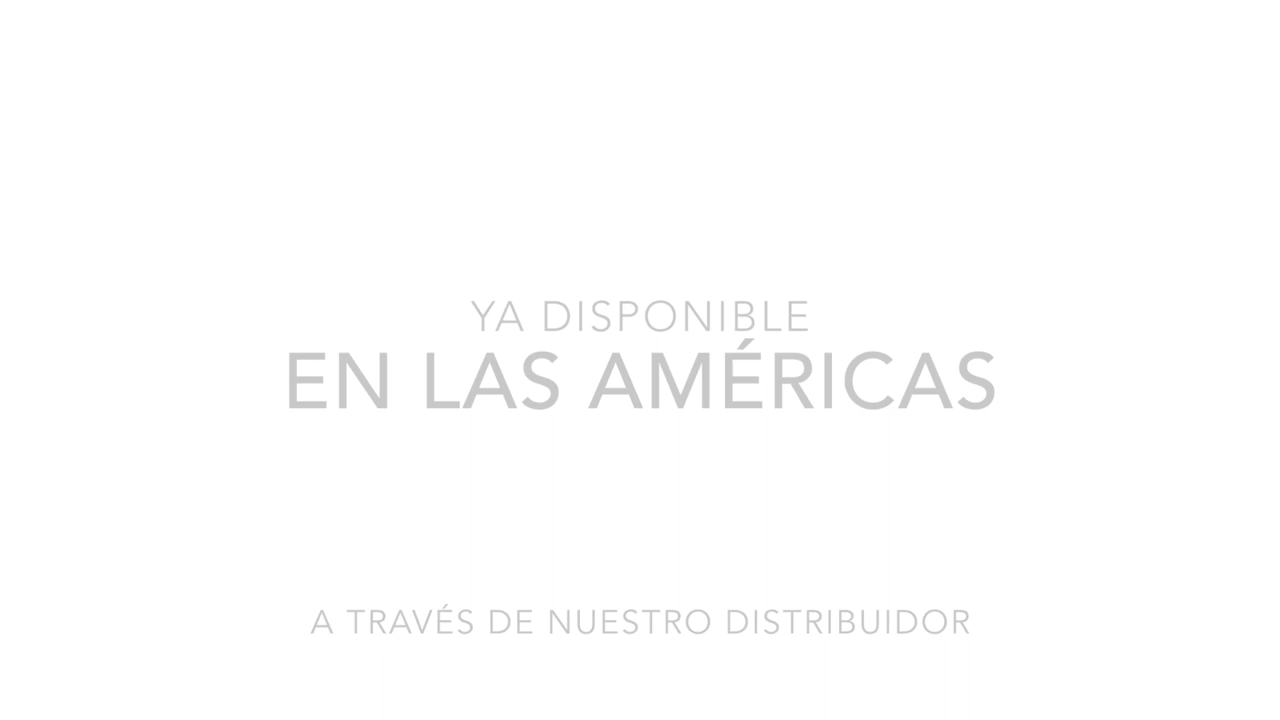 YA DISPONIBLE
EN LAS AMÉRICAS
A TRAVÉS DE NUESTRO DISTRIBUIDOR